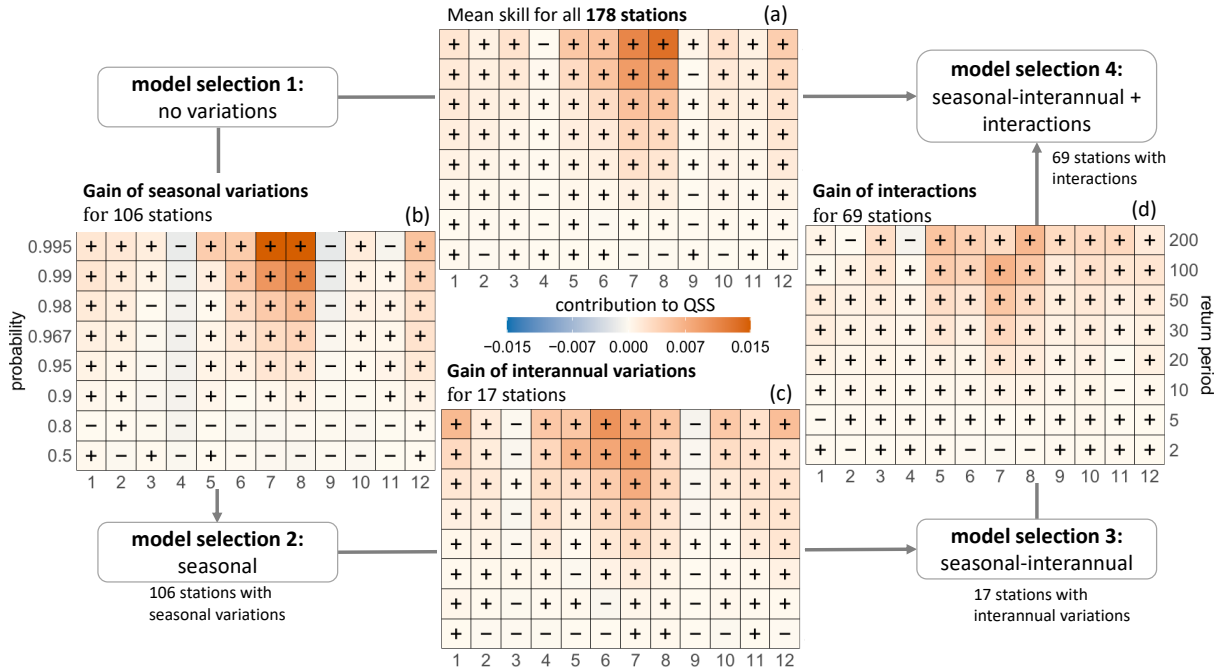 Mean skill for all 178 stations
(a)
model selection 1:
no variations
model selection 4:
seasonal-interannual +
interactions
69 stations with
interactions
1 2 3 4 5 6 7 8 9 10 11 12
Gain of seasonal variations
for 106 stations
(b)
probability
0.995
0.99
0.98
0.967
0.95
0.9
0.8
0.5
1 2 3 4 5 6 7 8 9 10 11 12
contribution to QSS
−0.015 −0.007 0.000 0.007 0.015
Gain of interactions
for 69 stations
(d)
200
100
50
30
20
10
5
2
return period
1 2 3 4 5 6 7 8 9 10 11 12
Gain of interannual variations
for 17 stations
(c)
1 2 3 4 5 6 7 8 9 10 11 12
model selection 2:
seasonal
106 stations with
seasonal variations
model selection 3:
seasonal-interannual
17 stations with
interannual variations